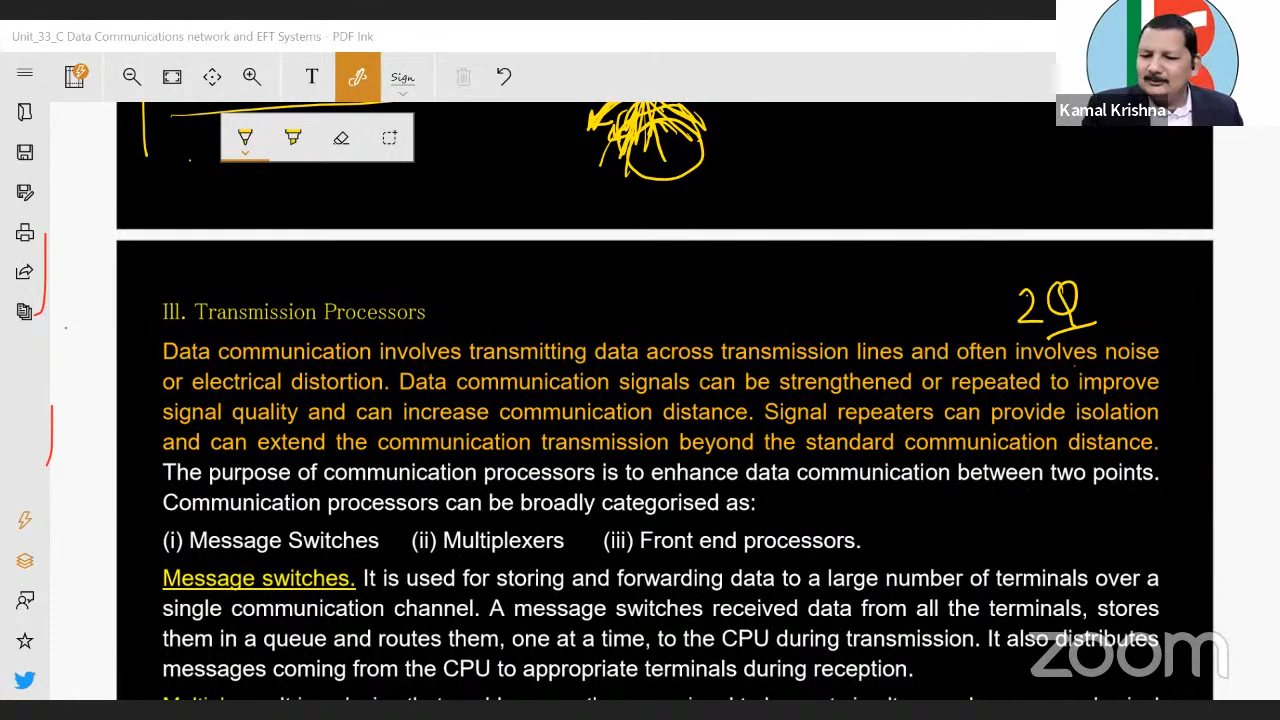 Unit_33_C Data Communications network and EFT Systems - PDF Ink
T
Sign
Kamal Krishna
2Q
III. Transmission Processors
Data communication involves transmitting data across transmission lines and often involves noise
or electrical distortion. Data communication signals can be strengthened or repeated to improve
signal quality and can increase communication distance. Signal repeaters can provide isolation
and can extend the communication transmission beyond the standard communication distance.
The purpose of communication processors is to enhance data communication between two points.
Communication processors can be broadly categorised as:
(i) Message Switches (ii) Multiplexers (iii) Front end processors.
Message switches. It is used for storing and forwarding data to a large number of terminals over a
single communication channel. A message switches received data from all the terminals, stores
them in a queue and routes them, one at a time, to the CPU during transmission. It also distributes
messages coming from the CPU to appropriate terminals during reception.
zoom